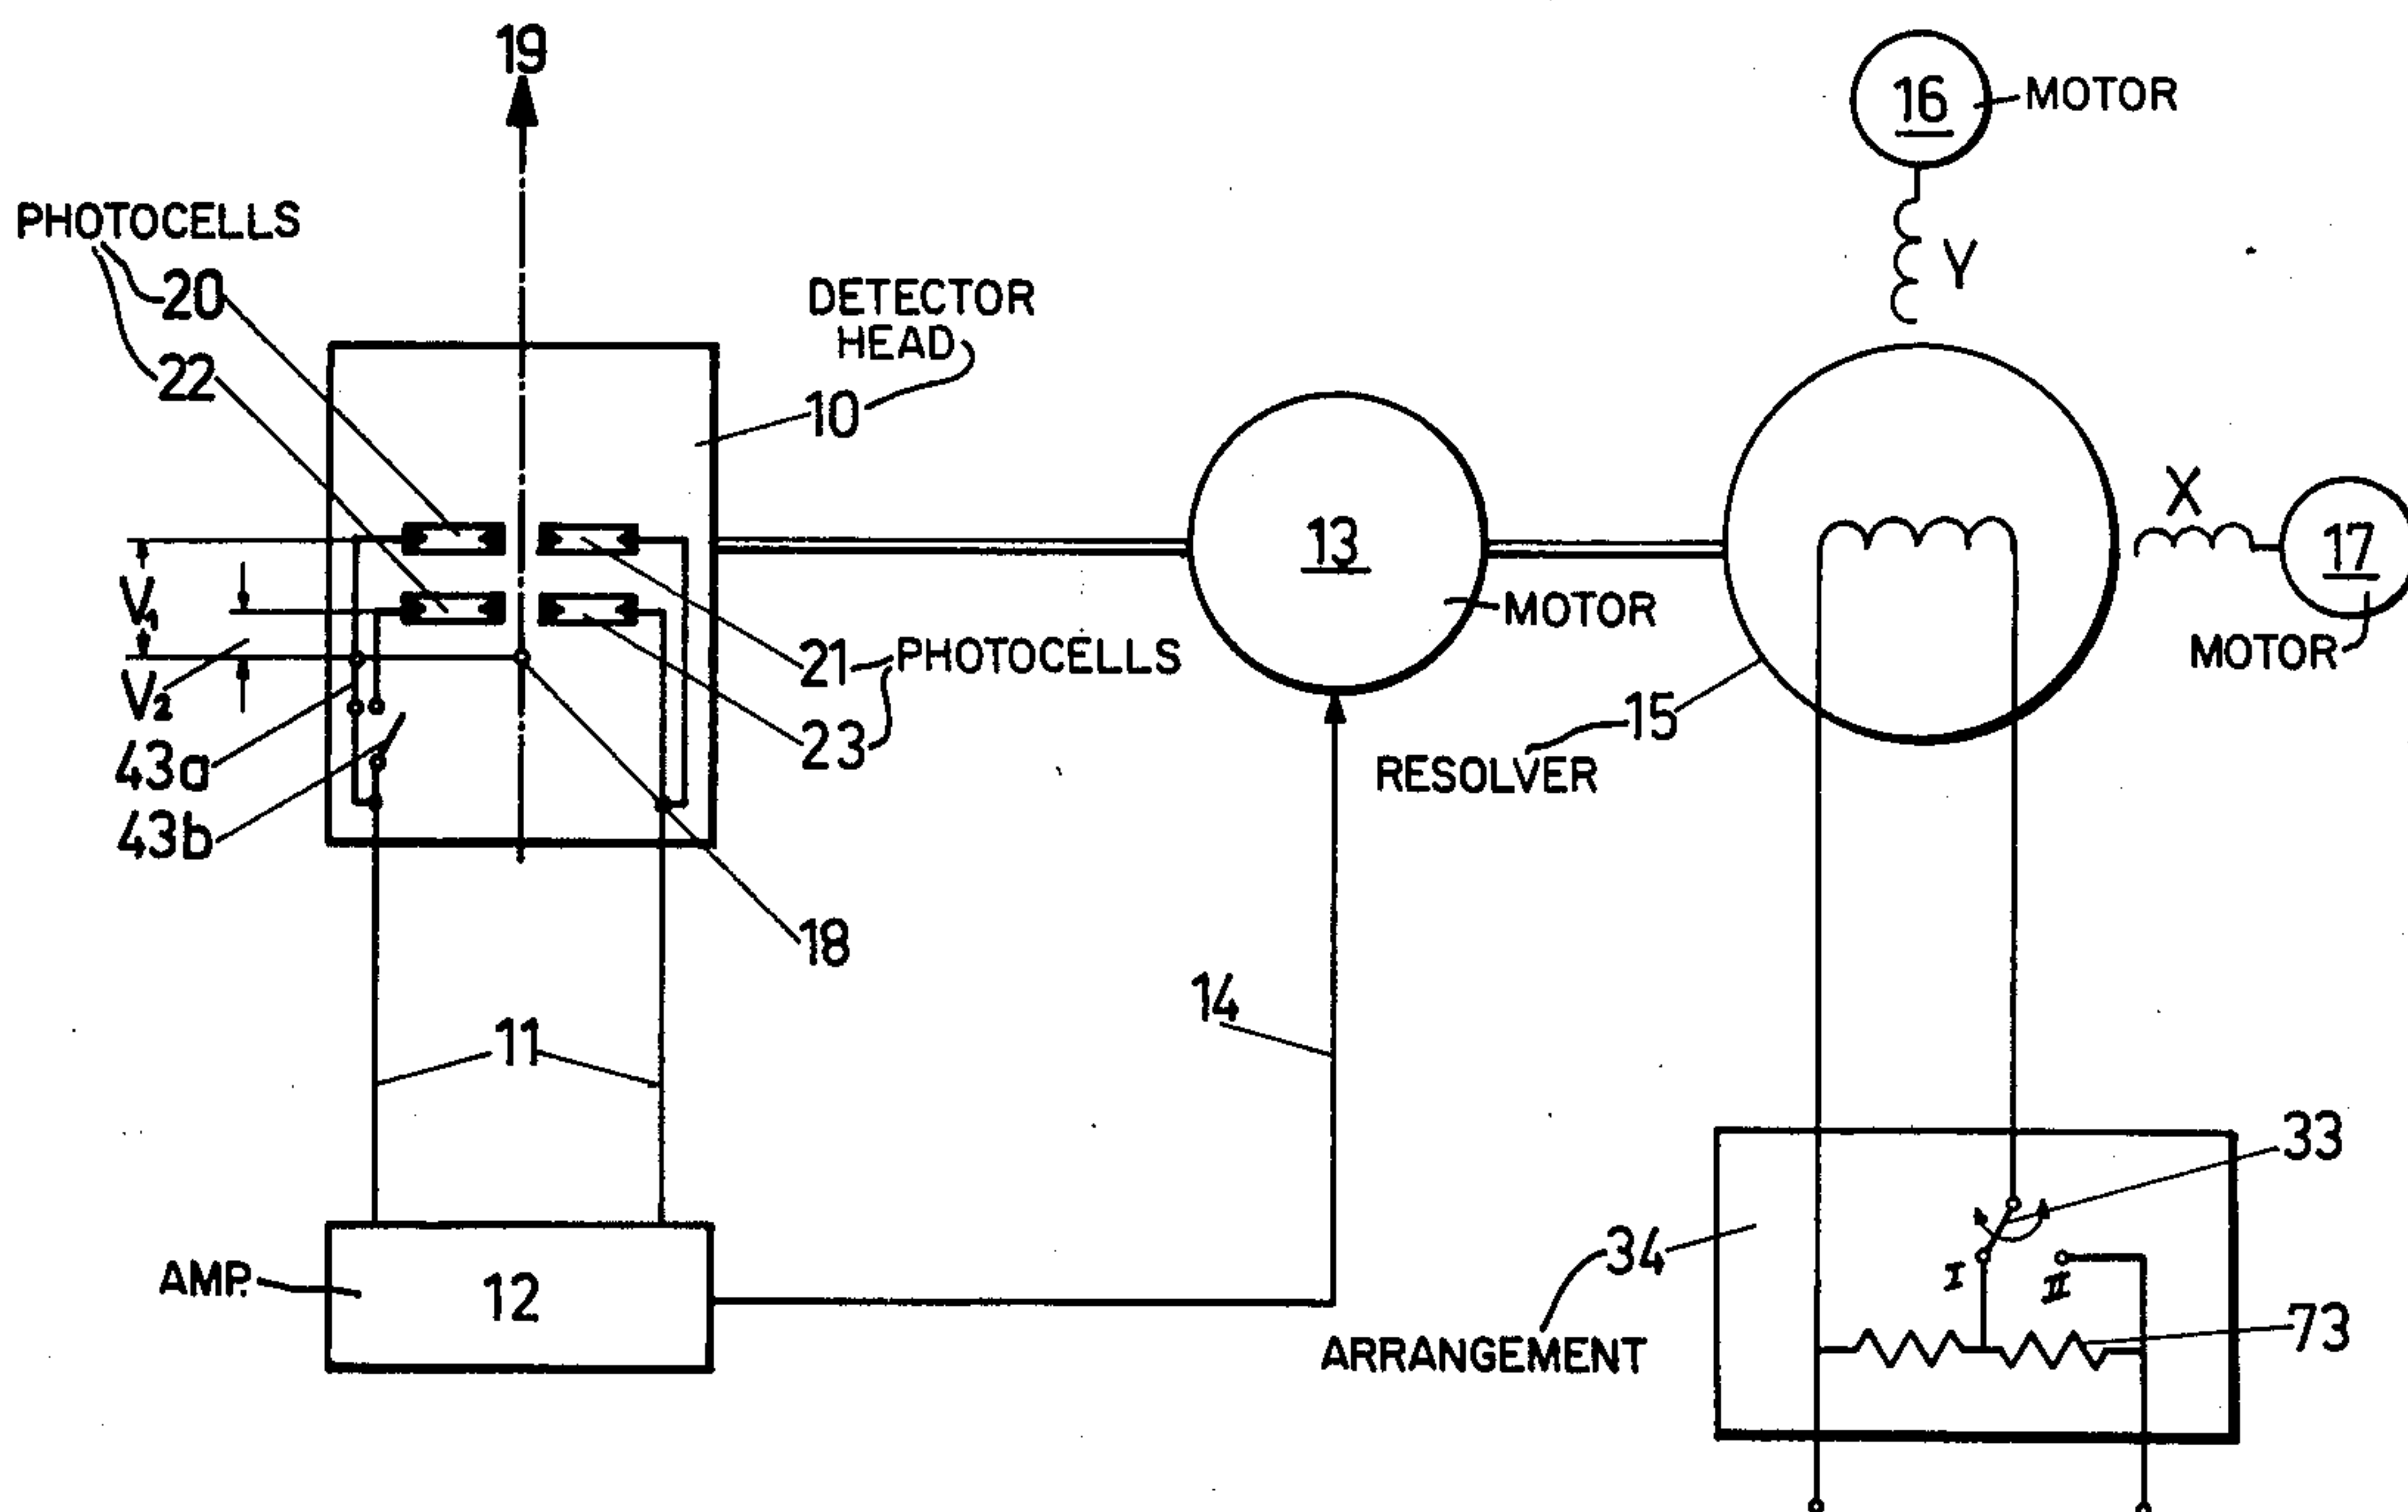 19
16
MOTOR
PHOTOCELLS
20
Y
DETECTOR
HEAD
22
10
X
17
13
V1
MOTOR
MOTOR
21
PHOTOCELLS
V2
15
43a
23
RESOLVER
43b
18
14
11
33
34
I
II
AMP.
12
73
ARRANGEMENT